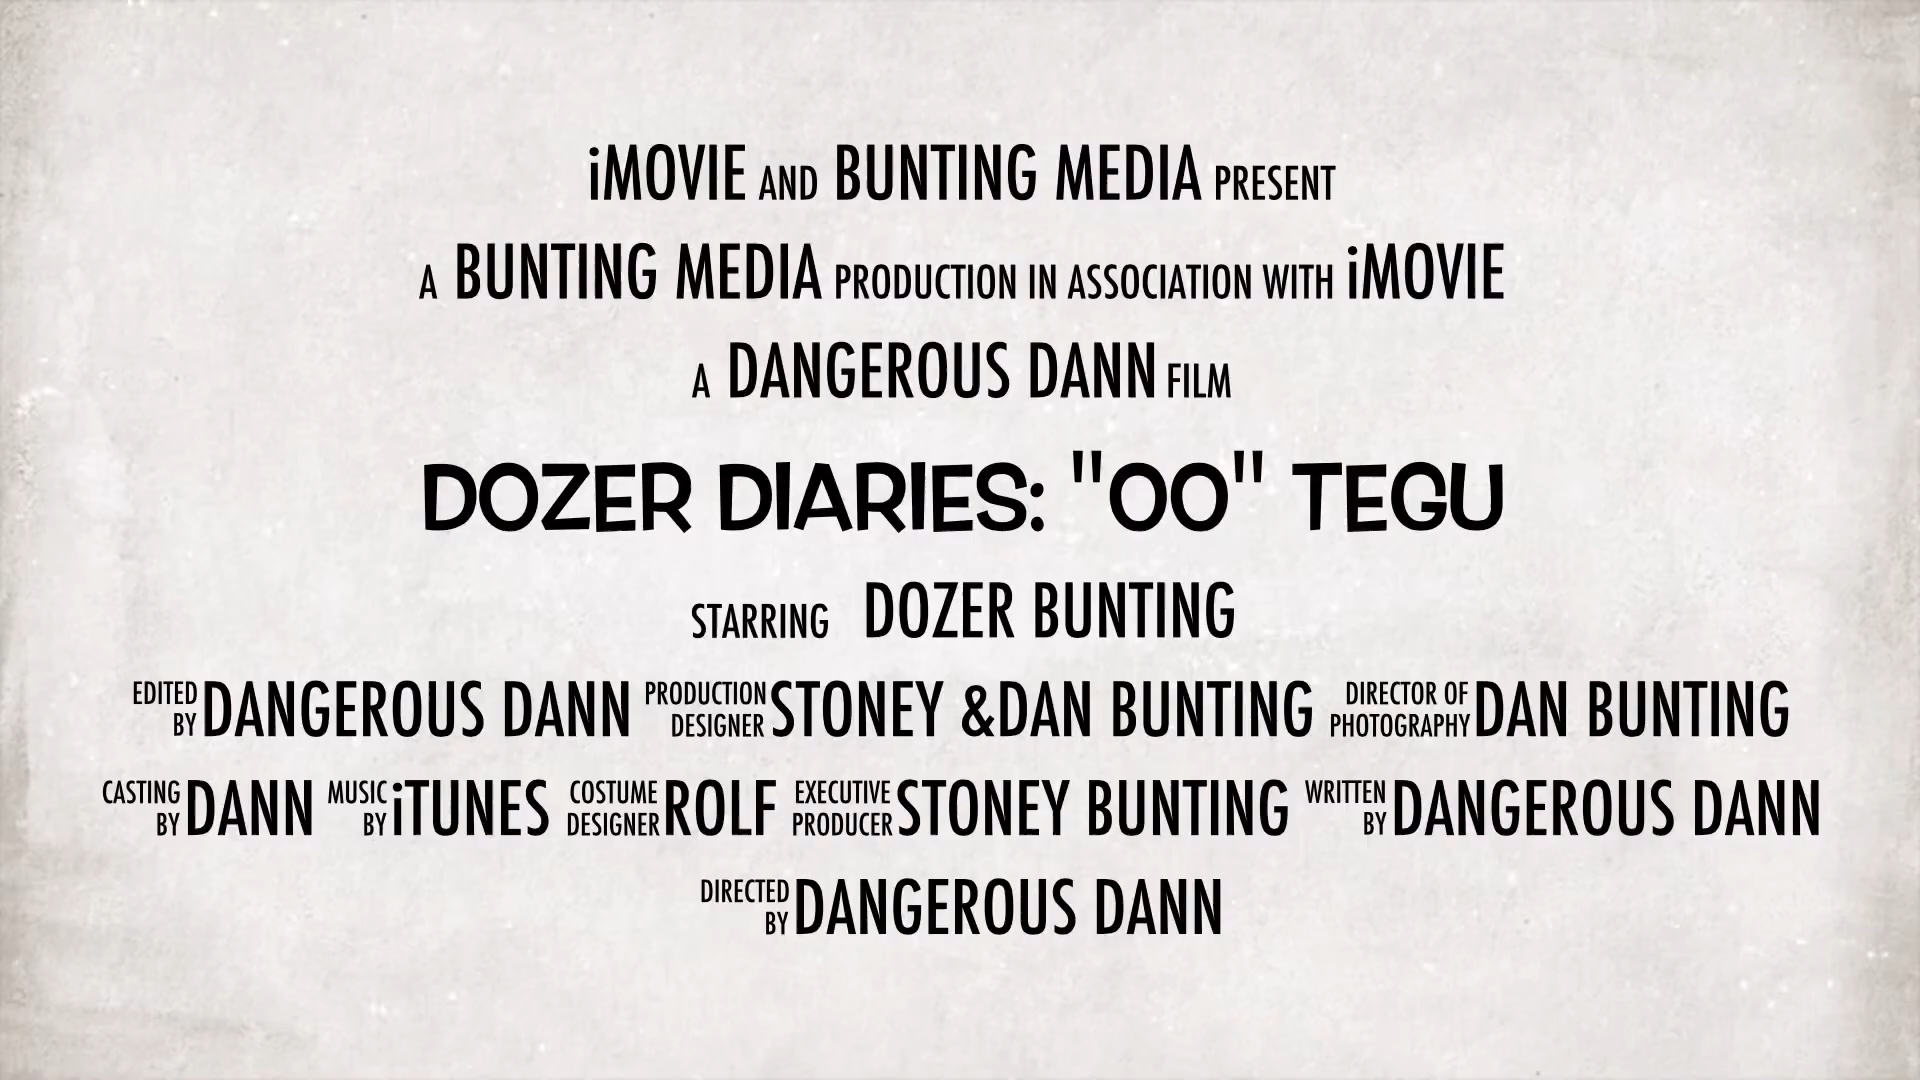 iMOVIE AND BUNTING MEDIA PRESENT
A BUNTING MEDIA PRODUCTION IN ASSOCIATION WITH iMOVIE
A DANGEROUS DANN FILM
DOZER DIARIES: "OO" TEGU
STARRING DOZER BUNTING
EDITED BY DANGEROUS DANN PRODUCTION DESIGNER STONEY &DAN BUNTING DIRECTOR OF PHOTOGRAPHY DAN BUNTING
CASTING BY DANN MUSIC BY iTUNES COSTUME DESIGNER ROLF EXECUTIVE PRODUCER STONEY BUNTING WRITTEN BY DANGEROUS DANN
DIRECTED BY DANGEROUS DANN